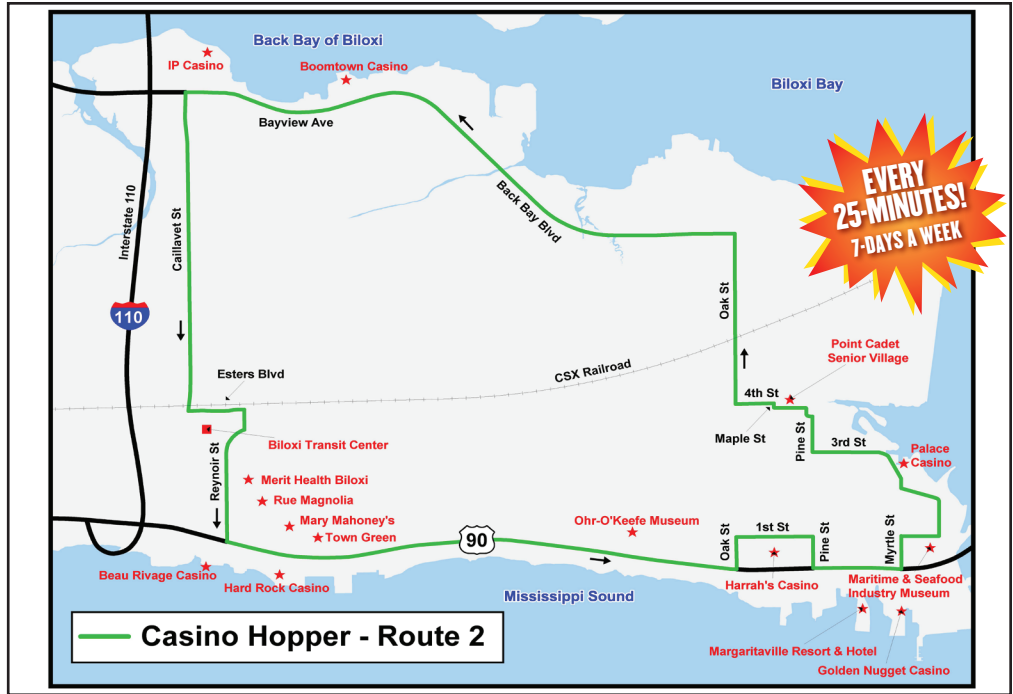 Back Bay of Biloxi
IP Casino
Boomtown Casino
Biloxi Bay
Bayview Ave
EVERY
25-MINUTES!
7-DAYS A WEEK
Interstate 110
Caillavet St
Back Bay Blvd
110
Oak St
Point Cadet
Senior Village
CSX Railroad
Esters Blvd
4th St
Maple St
Pine St
3rd St
Biloxi Transit Center
Palace
Casino
Reynoir St
Merit Health Biloxi
Rue Magnolia
Mary Mahoney's
Town Green
Ohr-O'Keefe Museum
90
Oak St
1st St
Pine St
Myrtle St
Beau Rivage Casino
Hard Rock Casino
Harrah's Casino
Maritime & Seafood
Industry Museum
Mississippi Sound
Margaritaville Resort & Hotel
Golden Nugget Casino
Casino Hopper - Route 2